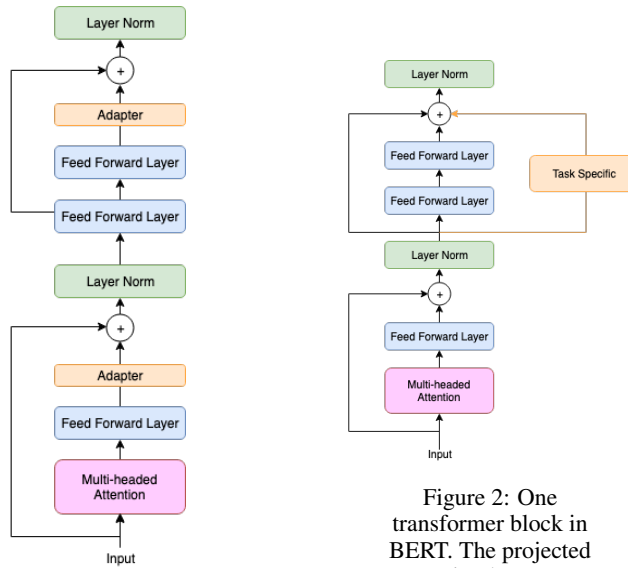 Layer Norm
+
Adapter
Feed Forward Layer
Feed Forward Layer
Layer Norm
+
Adapter
Feed Forward Layer
Multi-headed
Attention
Input
Layer Norm
+
Feed Forward Layer
Feed Forward Layer
Task Specific
Layer Norm
+
Feed Forward Layer
Multi-headed
Attention
Input
Figure 2: One
transformer block in
BERT. The projected